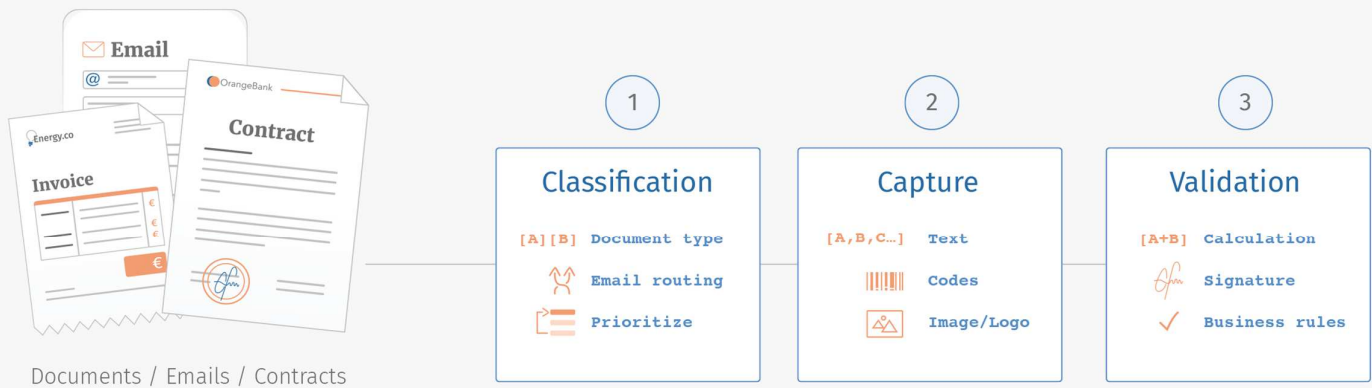 Email
@
OrangeBank
Contract
Energy.co
Invoice
€
€
€
€
Documents / Emails / Contracts
1
Classification
[A][B] Document type
Email routing
Prioritize
2
Capture
[A,B,C…] Text
Codes
Image/Logo
3
Validation
[A+B] Calculation
Signature
Business rules